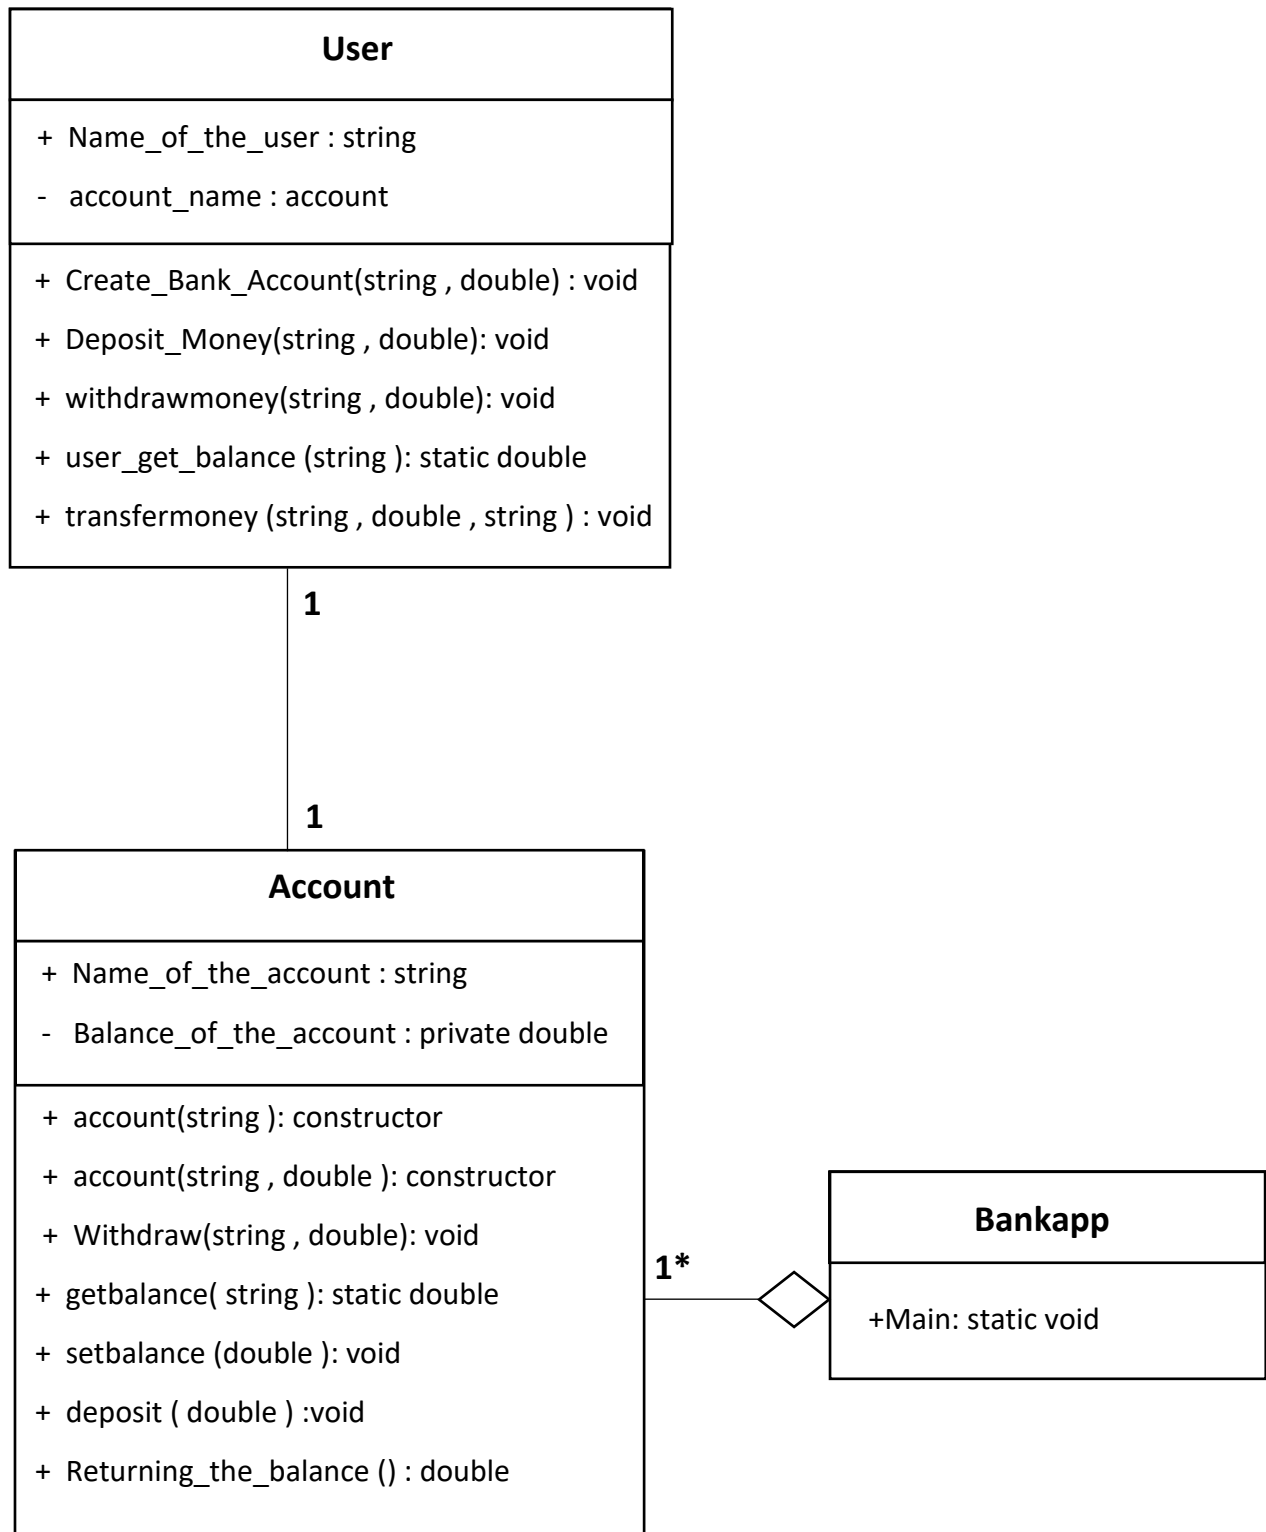 User
+ Name_of_the_user : string
- account_name : account
+ Create_Bank_Account(string , double) : void
+ Deposit_Money(string , double): void
+ withdrawmoney(string , double): void
+ user_get_balance (string ): static double
+ transfermoney (string , double , string ) : void
1
1
Account
+ Name_of_the_account : string
- Balance_of_the_account : private double
+ account(string ): constructor
+ account(string , double ): constructor
+ Withdraw(string , double): void
+ getbalance( string ): static double
+ setbalance (double ): void
+ deposit ( double ) :void
+ Returning_the_balance () : double
1*
Bankapp
+Main: static void